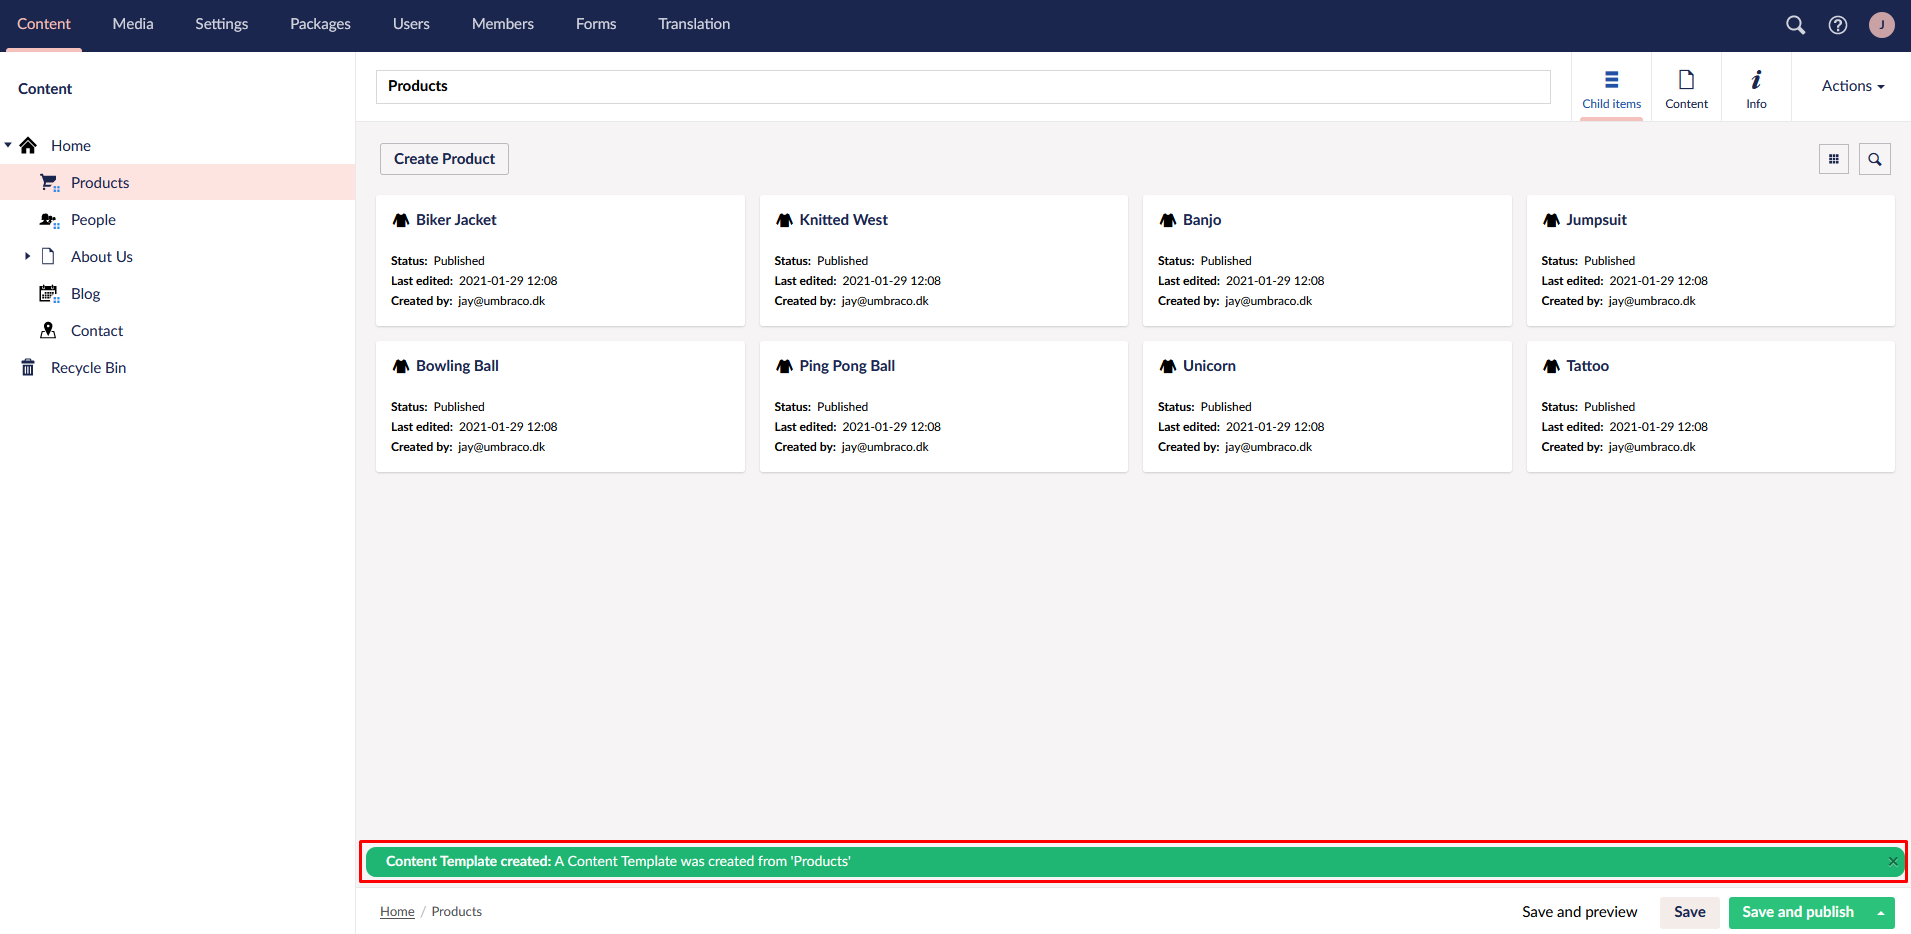 Content Media Settings Packages Users Members Forms Translation J
Content
Home
Products
People
About Us
Blog
Contact
Recycle Bin
Products
Child items Content Info Actions
Create Product
Biker Jacket
Status: Published
Last edited: 2021-01-29 12:08
Created by: jay@umbraco.dk
Knitted West
Status: Published
Last edited: 2021-01-29 12:08
Created by: jay@umbraco.dk
Banjo
Status: Published
Last edited: 2021-01-29 12:08
Created by: jay@umbraco.dk
Jumpsuit
Status: Published
Last edited: 2021-01-29 12:08
Created by: jay@umbraco.dk
Bowling Ball
Status: Published
Last edited: 2021-01-29 12:08
Created by: jay@umbraco.dk
Ping Pong Ball
Status: Published
Last edited: 2021-01-29 12:08
Created by: jay@umbraco.dk
Unicorn
Status: Published
Last edited: 2021-01-29 12:08
Created by: jay@umbraco.dk
Tattoo
Status: Published
Last edited: 2021-01-29 12:08
Created by: jay@umbraco.dk
Content Template created: A Content Template was created from 'Products'
Home / Products
Save and preview Save Save and publish